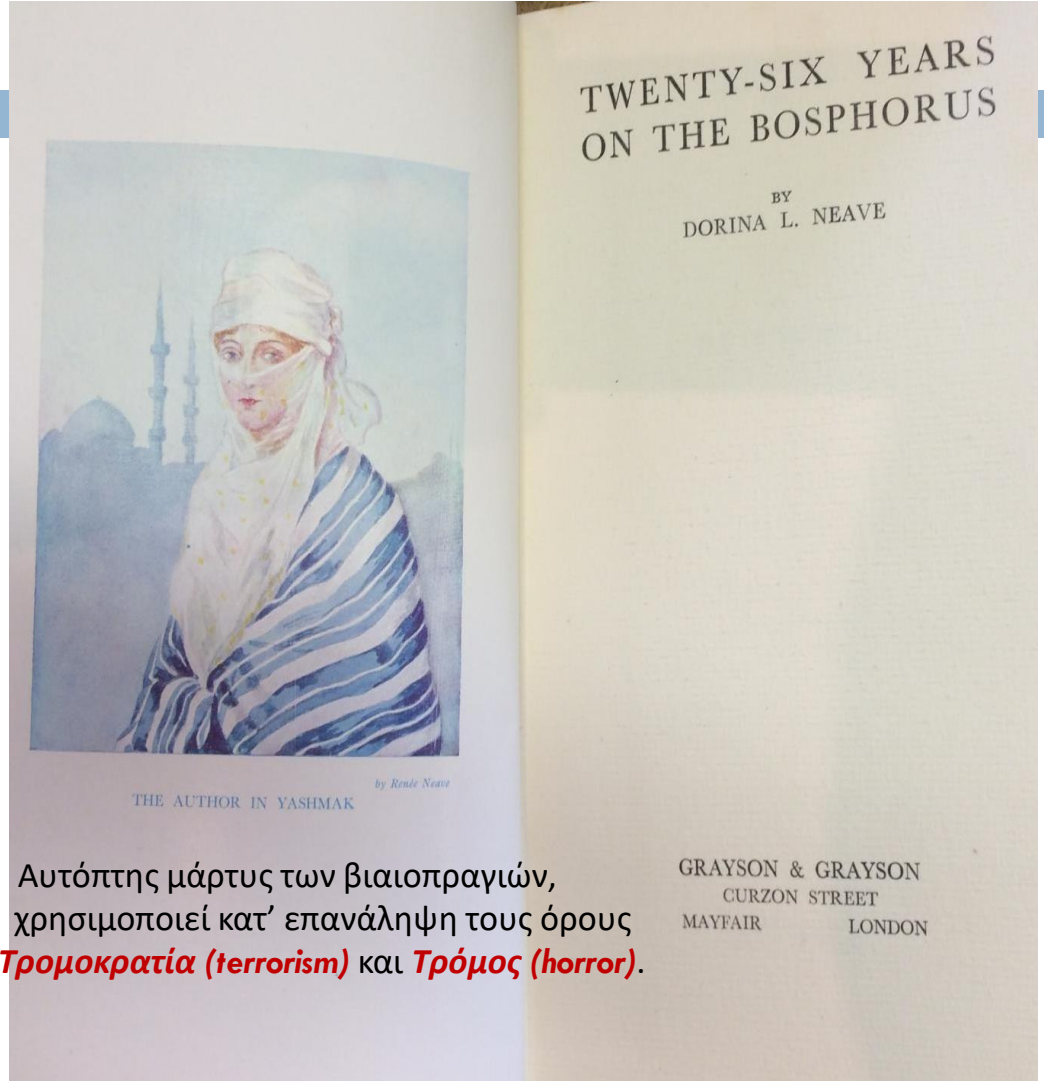 by Renée Neave
THE AUTHOR IN YASHMAK
TWENTY-SIX YEARS
ON THE BOSPHORUS
BY
DORINA L. NEAVE
GRAYSON & GRAYSON
CURZON STREET
MAYFAIR LONDON
Αυτόπτης μάρτυς των βιαιοπραγιών,
χρησιμοποιεί κατ’ επανάληψη τους όρους
Τρομοκρατία (terrorism) και Τρόμος (horror).